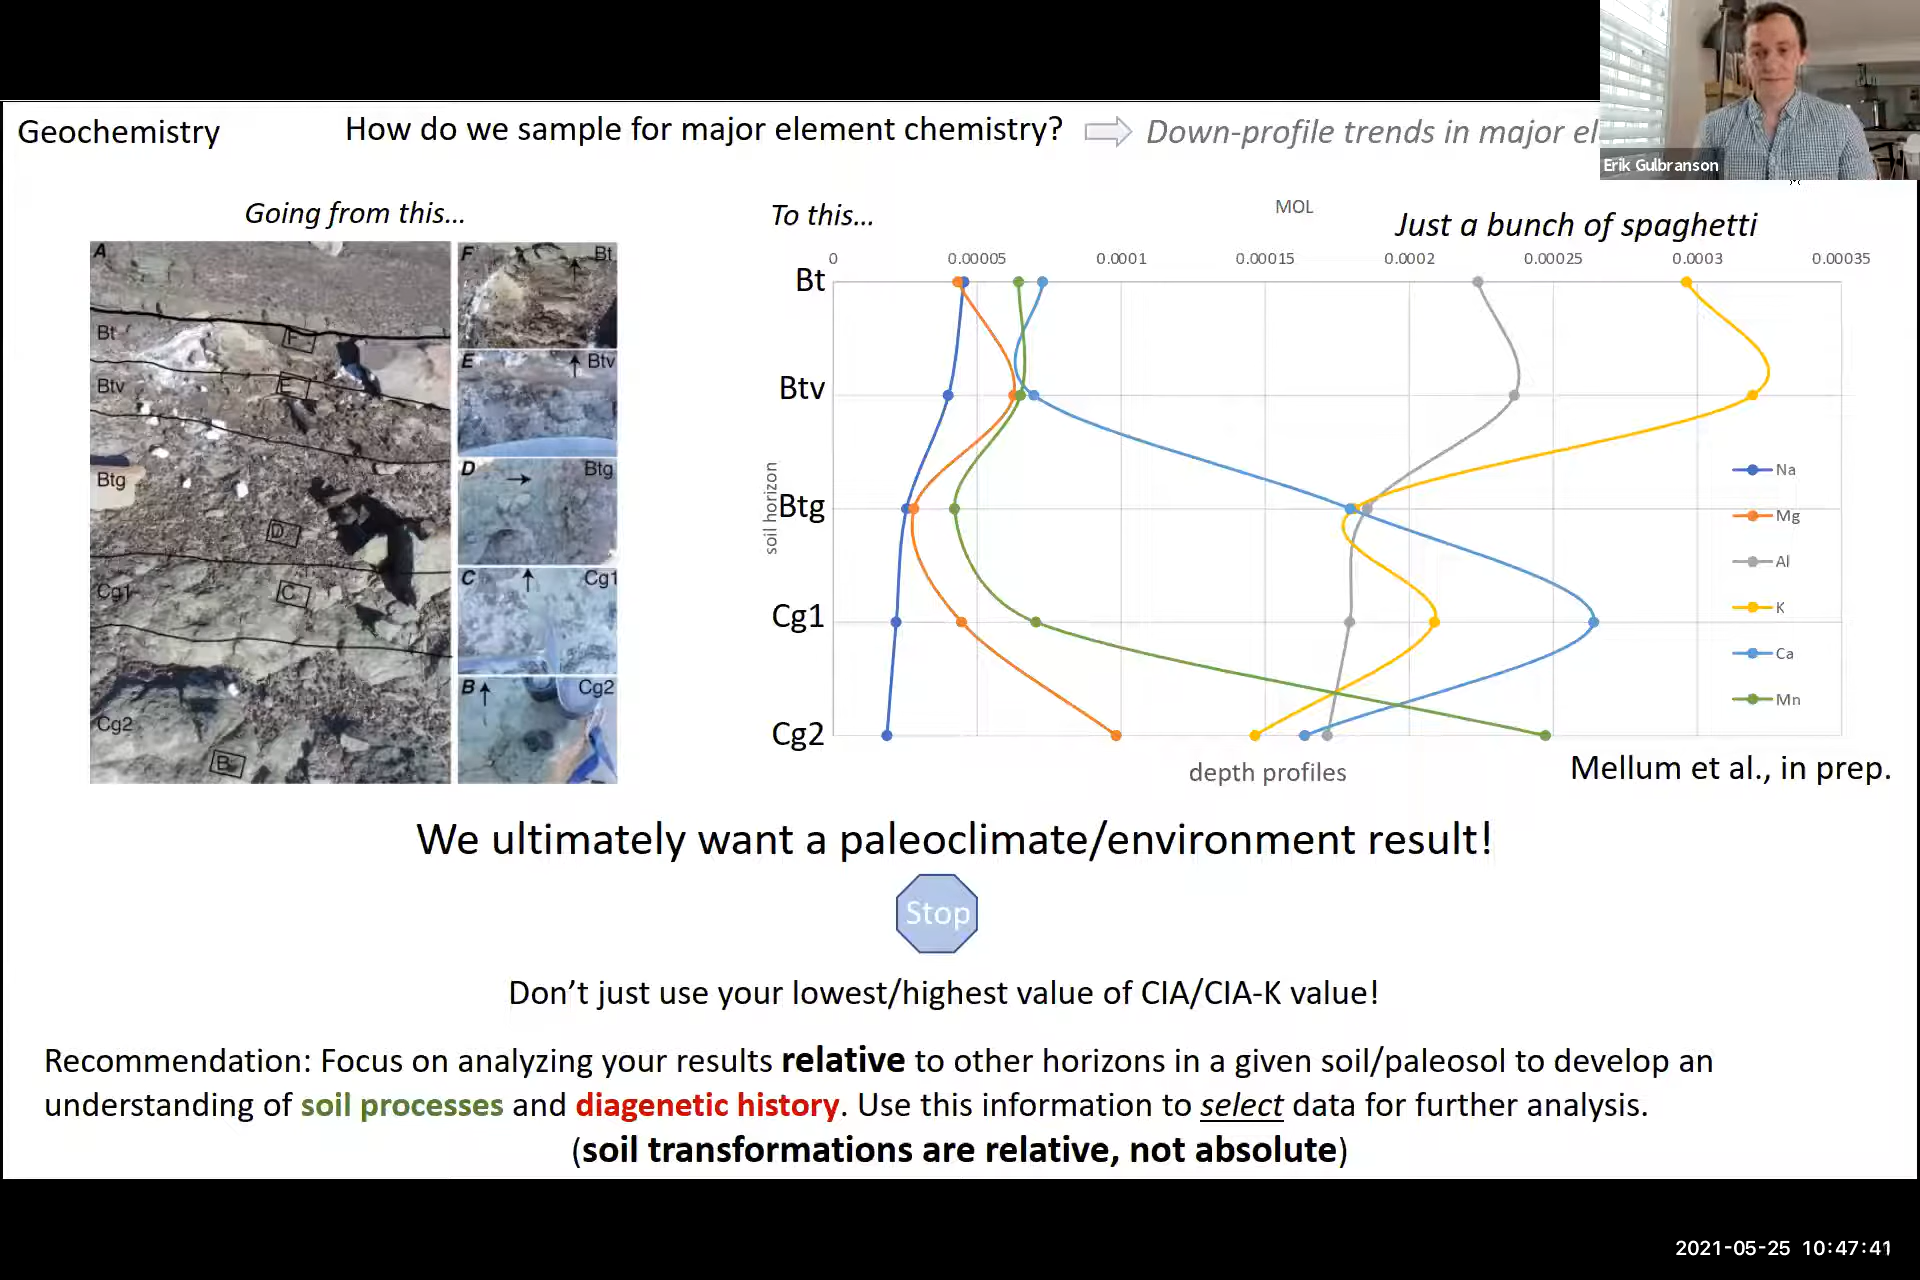 Geochemistry
How do we sample for major element chemistry?
Down-profile trends in major el
Erik Gulbranson
Going from this...
To this...
MOL
Just a bunch of spaghetti
A
Bt
Btv
Btg
Cg1
Cg2
F
E
D
C
B
F Bt
E Btv
D Btg
C Cg1
B Cg2
0 0.00005 0.0001 0.00015 0.0002 0.00025 0.0003 0.00035
Bt
Btv
Btg
Cg1
Cg2
soil horizon
Na
Mg
Al
K
Ca
Mn
depth profiles
Mellum et al., in prep.
We ultimately want a paleoclimate/environment result!
Stop
Don't just use your lowest/highest value of CIA/CIA-K value!
Recommendation: Focus on analyzing your results relative to other horizons in a given soil/paleosol to develop an
understanding of soil processes and diagenetic history. Use this information to select data for further analysis.
(soil transformations are relative, not absolute)
2021-05-25 10:47:41